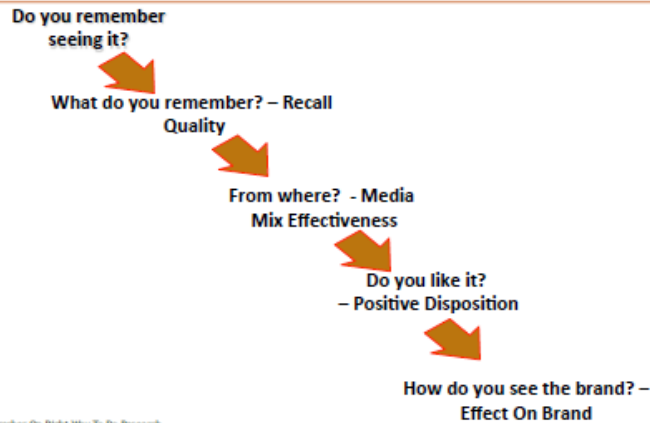 Do you remember
seeing it?
What do you remember? – Recall
Quality
From where?  - Media
Mix Effectiveness
Do you like it?
– Positive Disposition
How do you see the brand? –
Effect On Brand